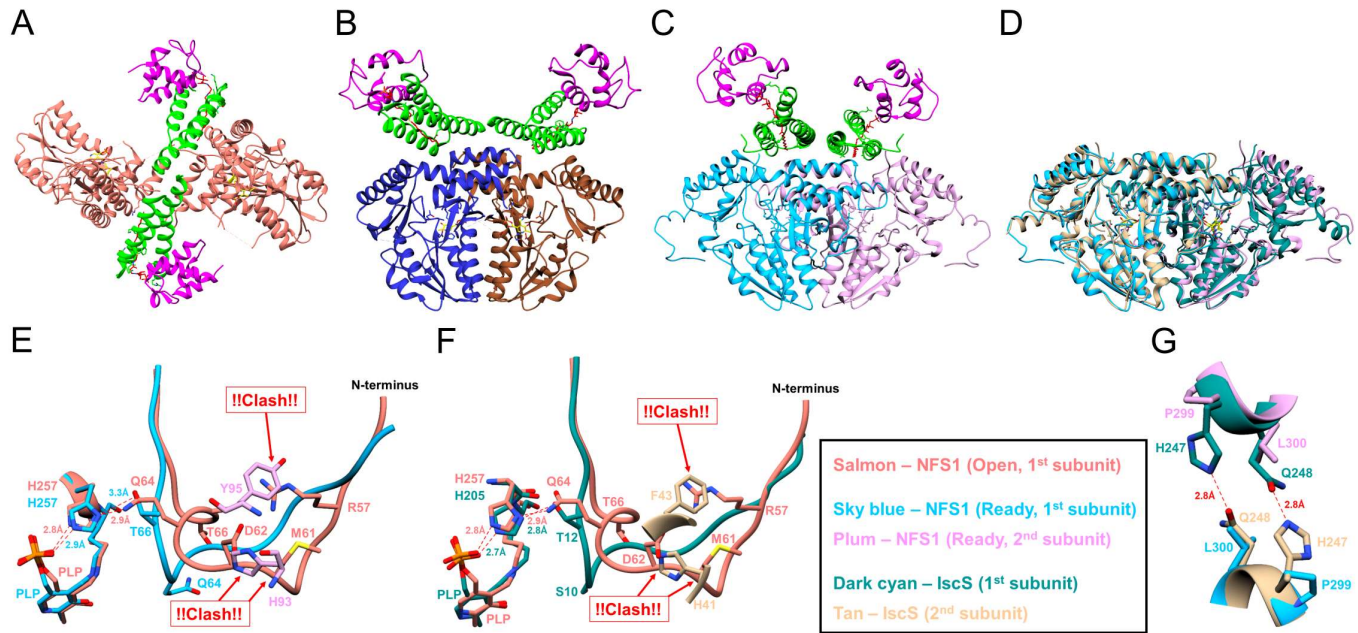 A
B
C
D
E
N-terminus
!!Clash!!
H257
H257
3.3Å
Q64
Y95
2.8Å
2.9Å
T66
T66
D62
R57
M61
2.9Å
PLP
PLP
Q64
H93
!!Clash!!
F
N-terminus
!!Clash!!
H257
H205
Q64
F43
2.8Å
2.9Å
2.8Å
T66
R57
T12
D62
M61
2.7Å
PLP
PLP
S10
H41
!!Clash!!
Salmon – NFS1 (Open, 1st subunit)
Sky blue – NFS1 (Ready, 1st subunit)
Plum – NFS1 (Ready, 2nd subunit)
Dark cyan – IscS (1st subunit)
Tan – IscS (2nd subunit)
G
P299
H247
L300
Q248
2.8Å
2.8Å
Q248
L300
H247
P299